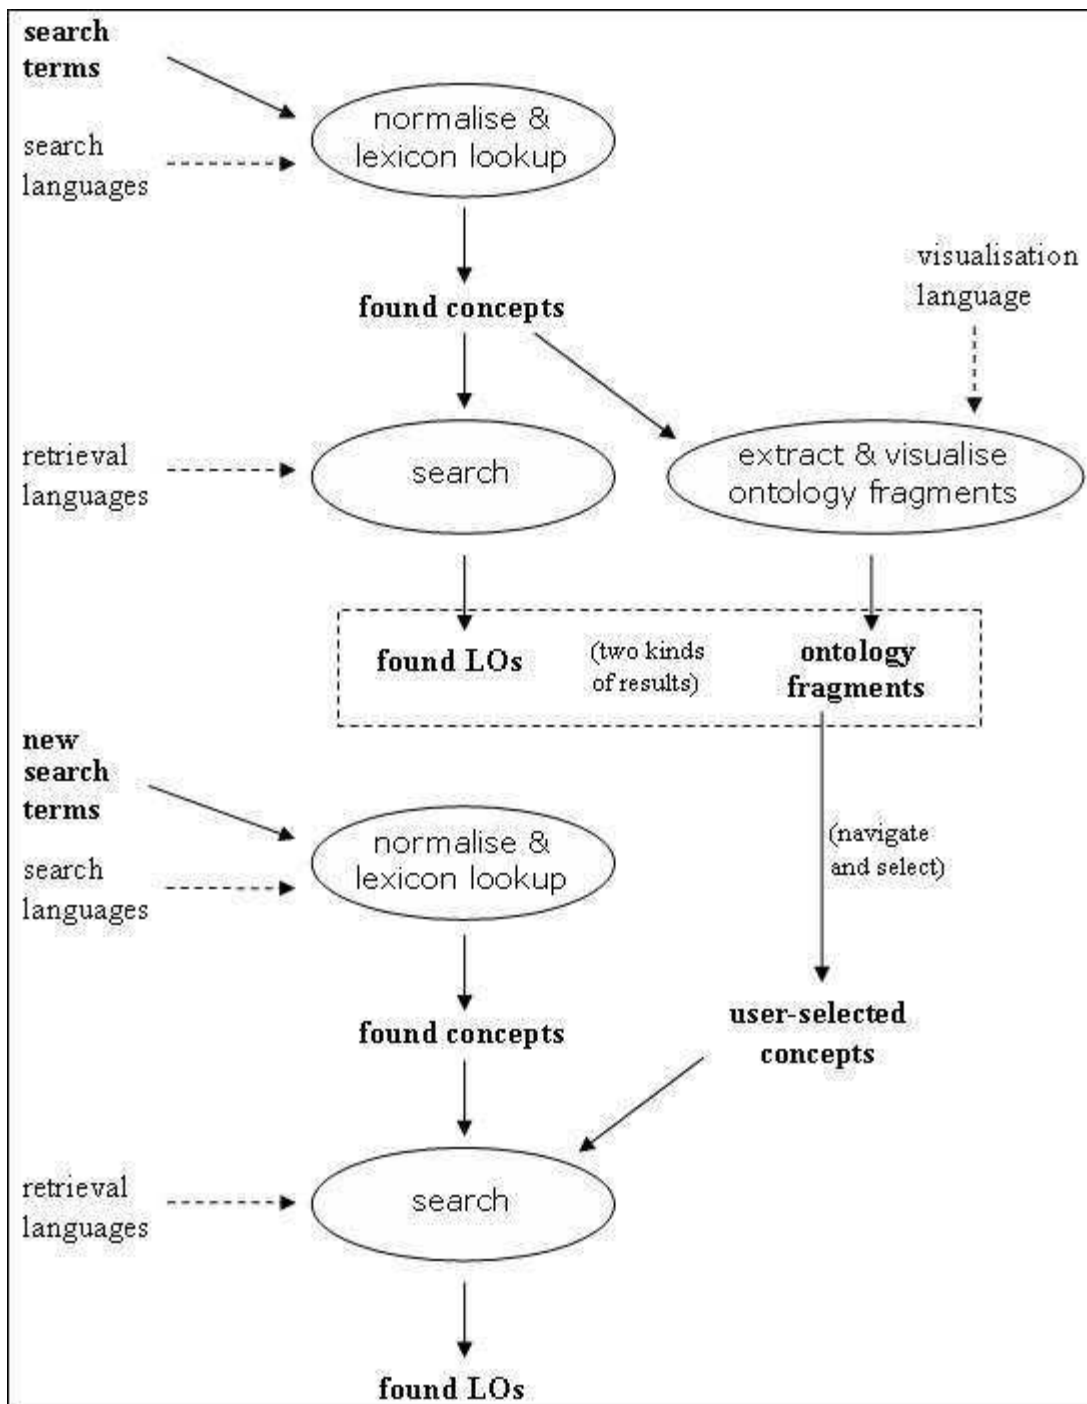 search
terms
normalise &
lexicon lookup
search
languages
visualisation
language
found concepts
retrieval
languages
search
extract & visualise
ontology fragments
found LOs
(two kinds
of results)
ontology
fragments
new
search
terms
normalise &
lexicon lookup
(navigate
and select)
search
languages
found concepts
user-selected
concepts
retrieval
languages
search
found LOs